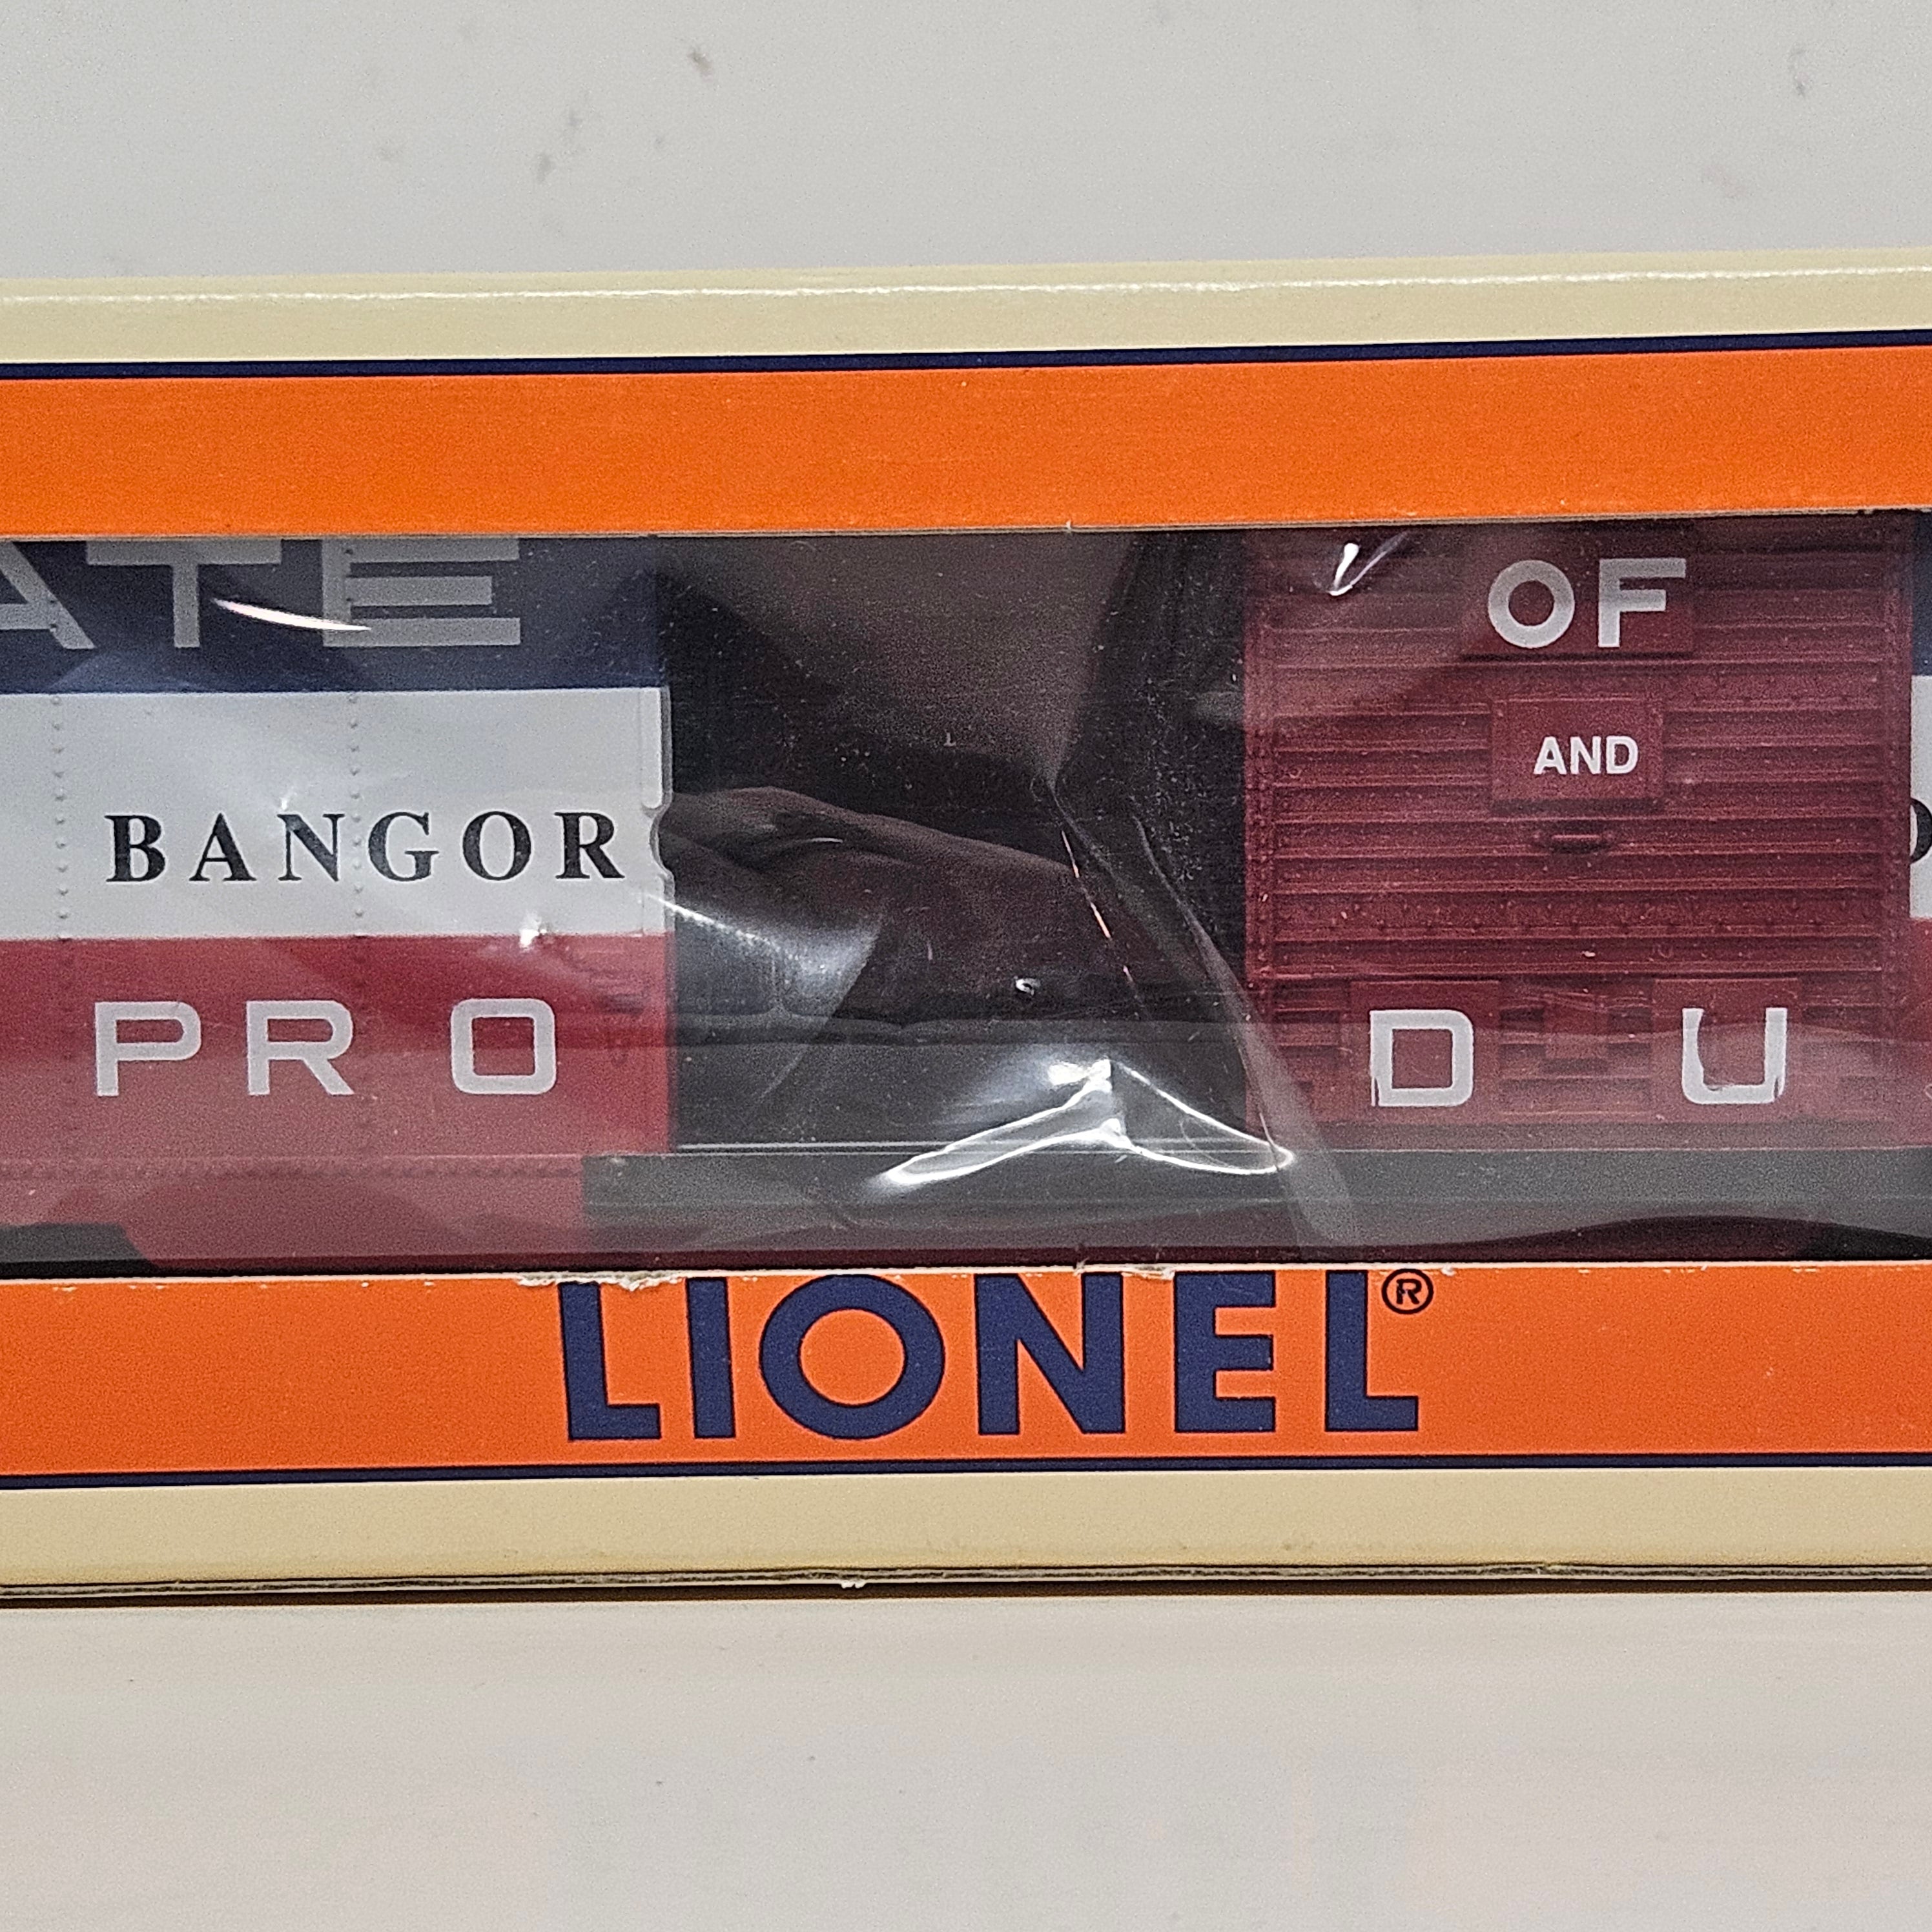 ATE OF
BANGOR AND
PRO D U
LIONEL®